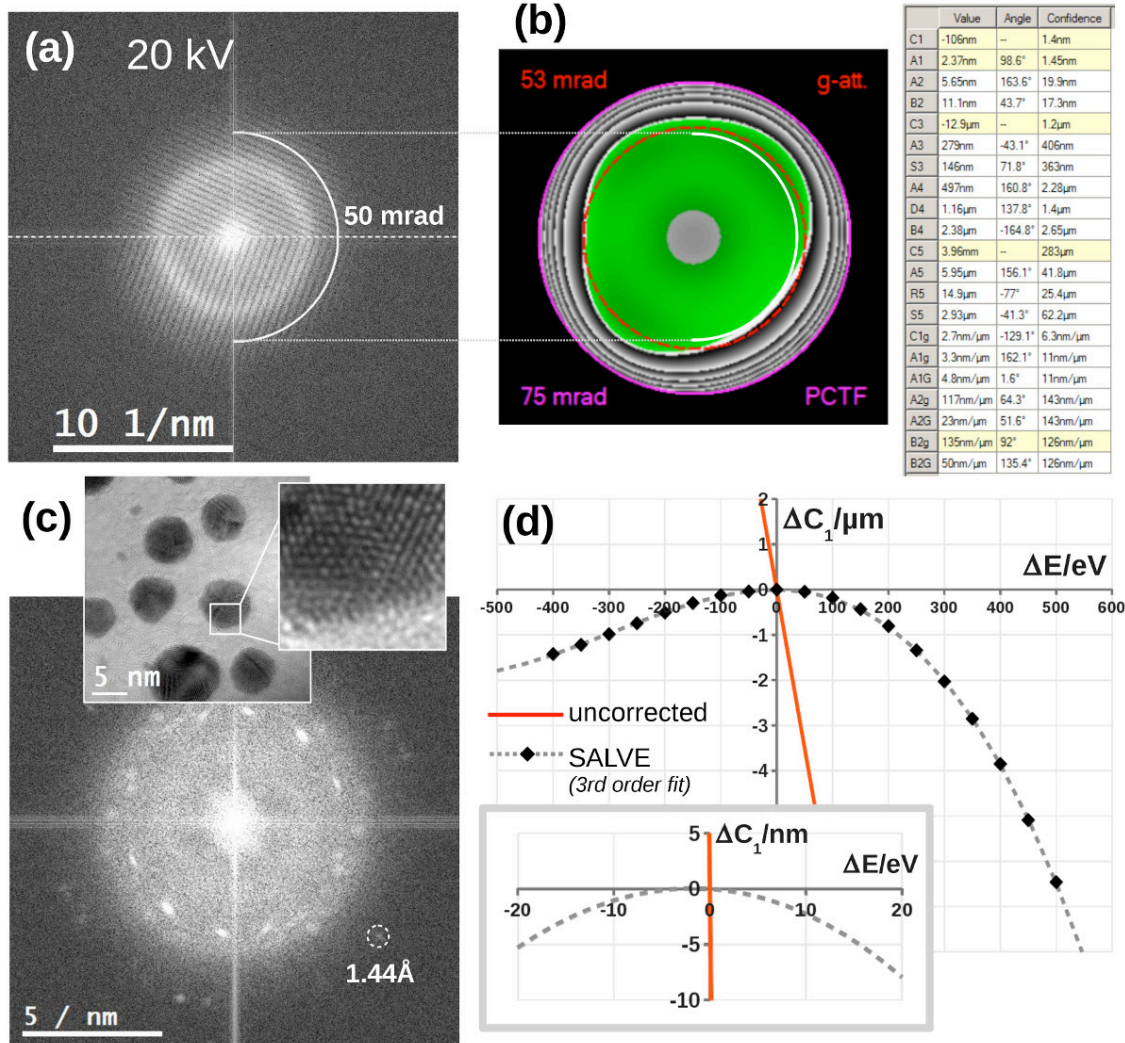 (a)
20 kV
50 mrad
10 1/nm
(b)
53 mrad
g-att.
75 mrad
PCTF
Value Angle Confidence
C1 -106nm -- 1.4nm
A1 2.37nm 98.6° 1.45nm
A2 5.65nm 163.6° 19.9nm
B2 11.1nm 43.7° 17.3nm
C3 -12.9µm -- 1.2µm
A3 279nm -43.1° 406nm
S3 146nm 71.8° 363nm
A4 497nm 160.8° 2.28µm
D4 1.16µm 137.8° 1.4µm
B4 2.38µm -164.8° 2.65µm
C5 3.96mm -- 283µm
A5 5.95µm 156.1° 41.8µm
R5 14.9µm -77° 25.4µm
S5 2.93µm -41.3° 62.2µm
C1g 2.7nm/µm -129.1° 6.3nm/µm
A1g 3.3nm/µm 162.1° 11nm/µm
A1G 4.8nm/µm 1.6° 11nm/µm
A2g 117nm/µm 64.3° 143nm/µm
A2G 23nm/µm 51.6° 143nm/µm
B2g 135nm/µm 92° 126nm/µm
B2G 50nm/µm 135.4° 126nm/µm
(c)
5 nm
1.44Å
5 / nm
(d)
2
ΔC1/µm
1
ΔE/eV
0
-500 -400 -300 -200 -100 0 100 200 300 400 500 600
-1
-2
uncorrected
-3
SALVE
(3rd order fit)
-4
5
ΔC1/nm
ΔE/eV
0
-20 -10 0 10 20
-5
-10